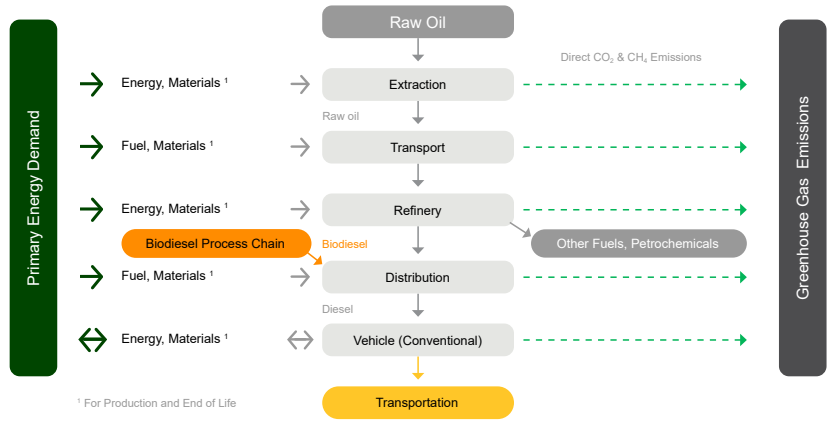 Raw Oil
Primary Energy Demand
Greenhouse Gas Emissions
Direct CO₂ & CH₄ Emissions
Energy, Materials ¹
Extraction
Raw oil
Fuel, Materials ¹
Transport
Energy, Materials ¹
Refinery
Biodiesel Process Chain
Biodiesel
Other Fuels, Petrochemicals
Fuel, Materials ¹
Distribution
Diesel
Energy, Materials ¹
Vehicle (Conventional)
¹ For Production and End of Life
Transportation